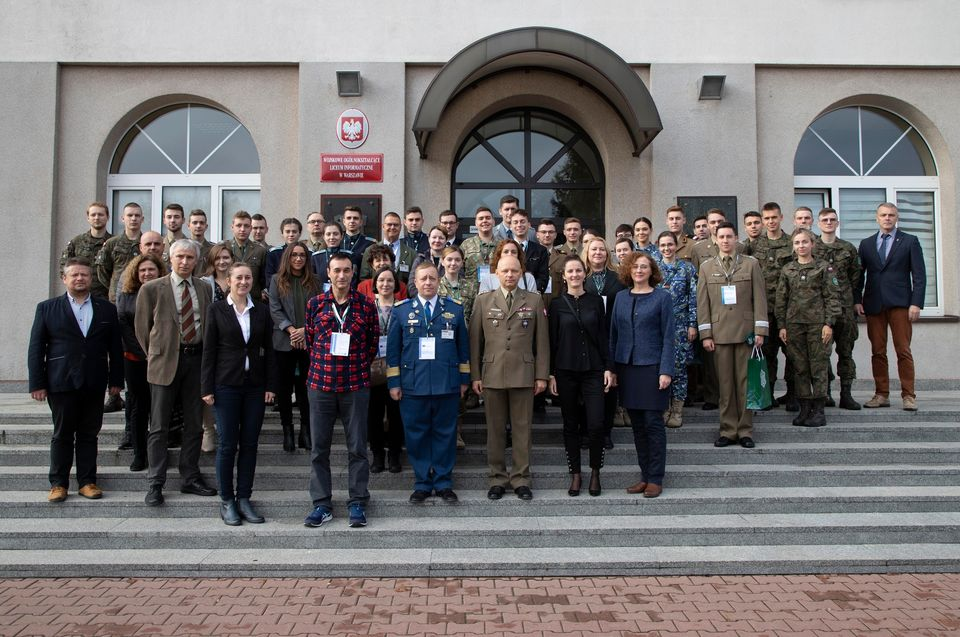 WOJSKOWE OGÓLNOKSZTAŁCĄCE
LICEUM INFORMATYCZNE
W WARSZAWIE